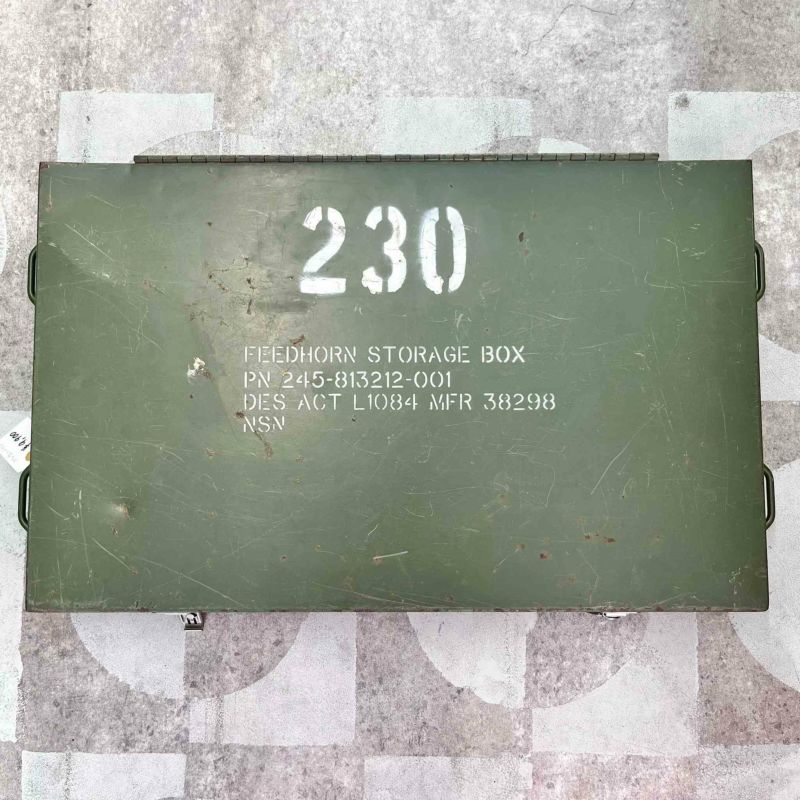 230
FEEDHORN STORAGE BOX
PN 245-813212-001
DES ACT L1084 MFR 38298
NSN